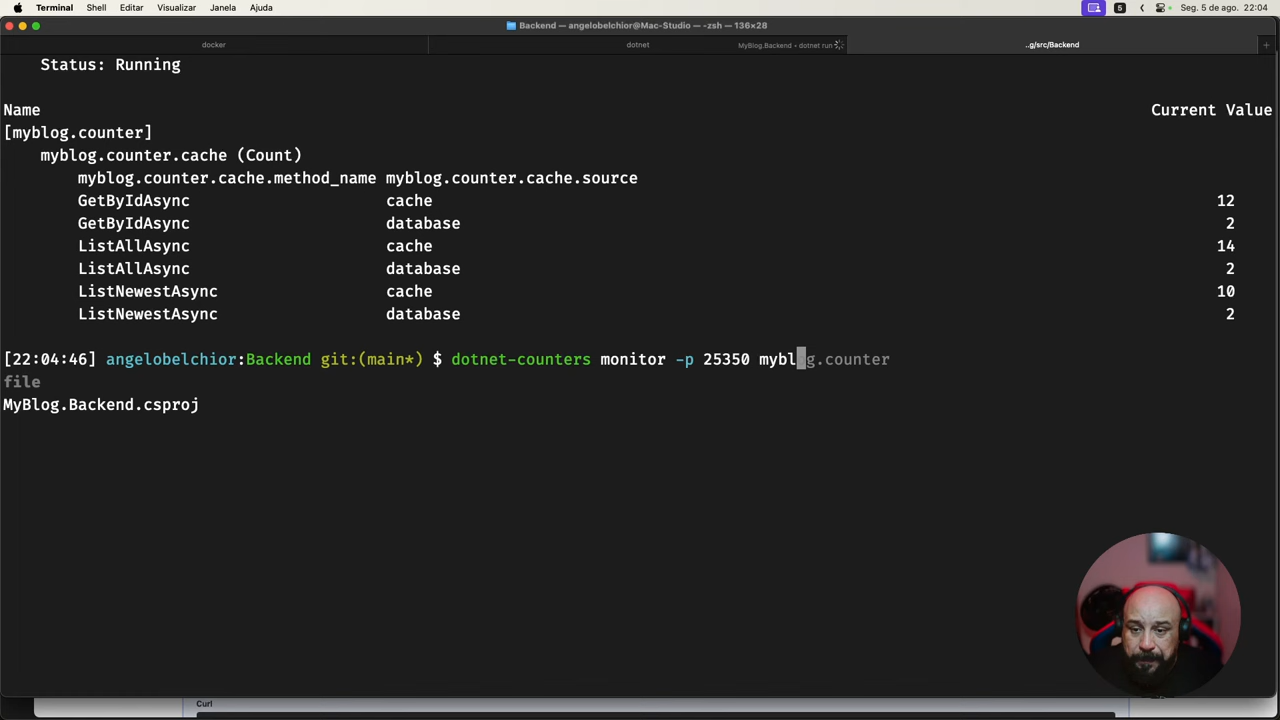 Terminal Shell Editar Visualizar Janela Ajuda 5 Seg. 5 de ago. 22:04
Backend — angelobelchior@Mac-Studio — -zsh — 136×28
docker dotnet MyBlog.Backend • dotnet run ..g/src/Backend
Status: Running
Name Current Value
[myblog.counter]
myblog.counter.cache (Count)
myblog.counter.cache.method_name myblog.counter.cache.source
GetByIdAsync cache 12
GetByIdAsync database 2
ListAllAsync cache 14
ListAllAsync database 2
ListNewestAsync cache 10
ListNewestAsync database 2
[22:04:46] angelobelchior:Backend git:(main*) $ dotnet-counters monitor -p 25350 myblog.counter
file
MyBlog.Backend.csproj
Curl